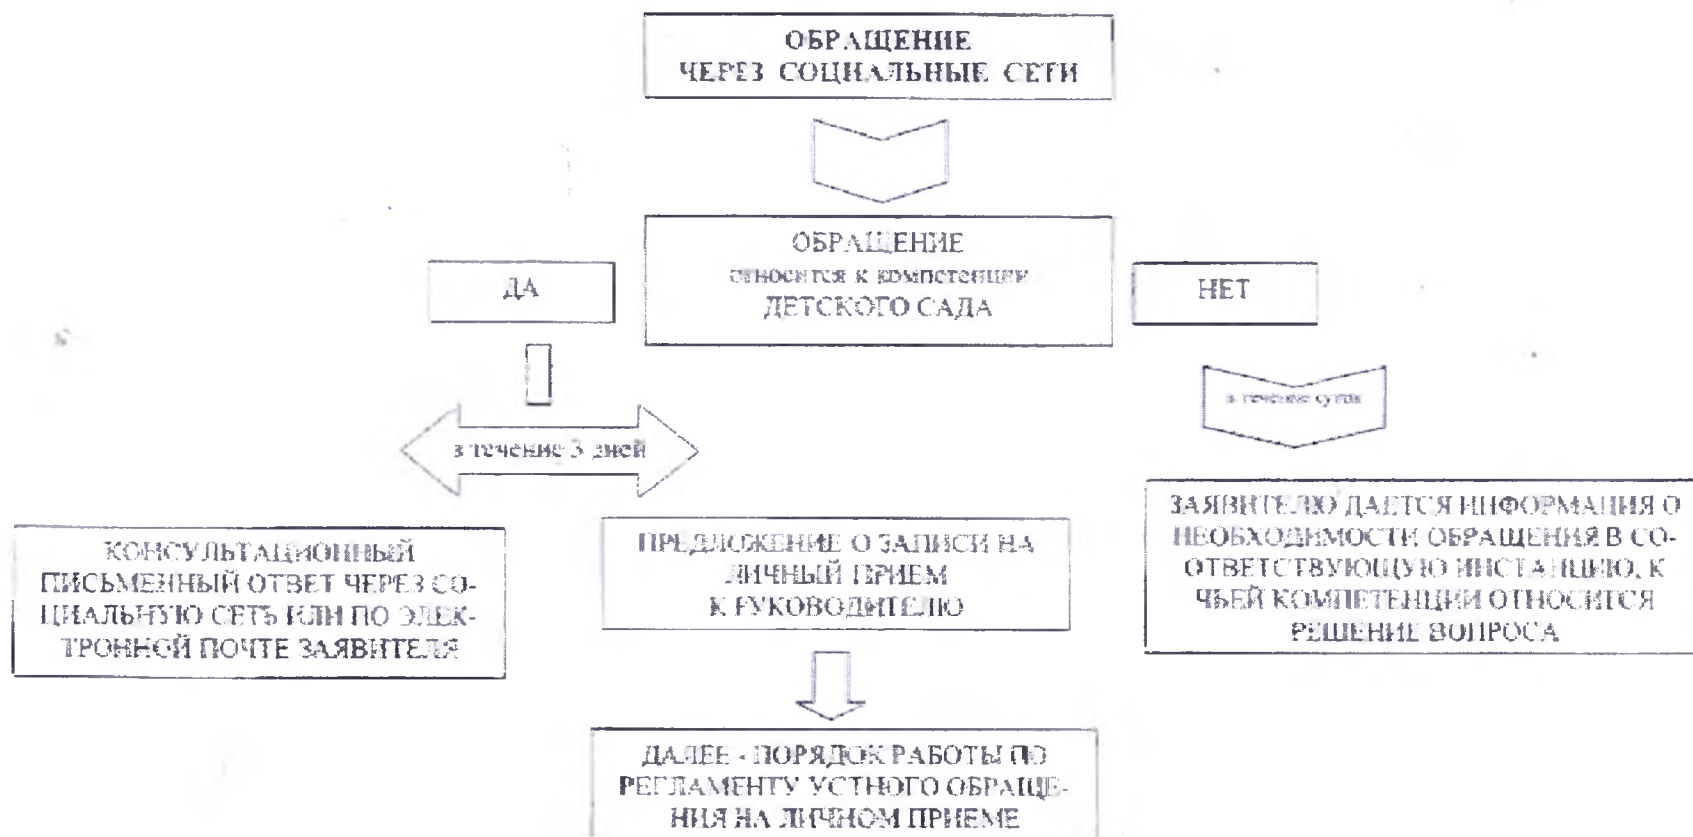 ОБРАЩЕНИЕ
ЧЕРЕЗ СОЦИАЛЬНЫЕ СЕТИ
ОБРАЩЕНИЕ
относится к компетенции
ДЕТСКОГО САДА
ДА
НЕТ
в течение суток
в течение 3 дней
КОНСУЛЬТАЦИОННЫЙ
ПИСЬМЕННЫЙ ОТВЕТ ЧЕРЕЗ СО-
ЦИАЛЬНУЮ СЕТЬ ИЛИ ПО ЭЛЕК-
ТРОННОЙ ПОЧТЕ ЗАЯВИТЕЛЯ
ПРЕДЛОЖЕНИЕ О ЗАПИСИ НА
ЛИЧНЫЙ ПРИЕМ
К РУКОВОДИТЕЛЮ
ЗАЯВИТЕЛЮ ДАЕТСЯ ИНФОРМАЦИЯ О
НЕОБХОДИМОСТИ ОБРАЩЕНИЯ В СО-
ОТВЕТСТВУЮЩУЮ ИНСТАНЦИЮ, К
ЧЬЕЙ КОМПЕТЕНЦИИ ОТНОСИТСЯ
РЕШЕНИЕ ВОПРОСА
ДАЛЕЕ - ПОРЯДОК РАБОТЫ ПО
РЕГЛАМЕНТУ УСТНОГО ОБРАЩЕ-
НИЯ НА ЛИЧНОМ ПРИЕМЕ